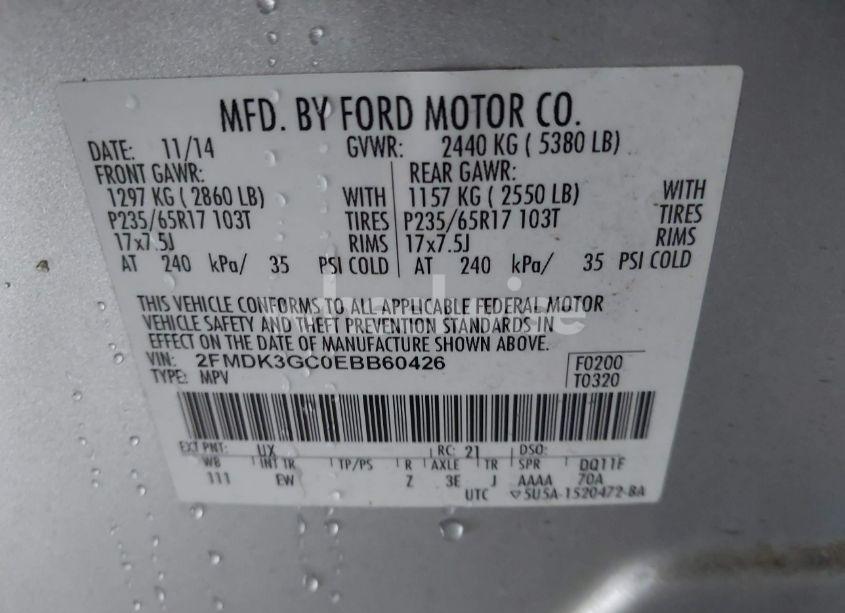 MFD. BY FORD MOTOR CO.
DATE: 11/14 GVWR: 2440 KG ( 5380 LB)
FRONT GAWR: REAR GAWR:
1297 KG ( 2860 LB) WITH 1157 KG ( 2550 LB) WITH
P235/65R17 103T TIRES P235/65R17 103T TIRES
17x7.5J RIMS 17x7.5J RIMS
AT 240 kPa/ 35 PSI COLD AT 240 kPa/ 35 PSI COLD
THIS VEHICLE CONFORMS TO ALL APPLICABLE FEDERAL MOTOR
VEHICLE SAFETY AND THEFT PREVENTION STANDARDS IN
EFFECT ON THE DATE OF MANUFACTURE SHOWN ABOVE.
VIN: 2FMDK3GC0EBB60426 F0200
TYPE: MPV T0320
EXT PNT: UX RC: 21 DSO:
WB INT TR TP/PS R AXLE TR SPR DQ11F
111 EW Z 3E J AAAA 70A
UTC ▽5U5A-1520472-BA